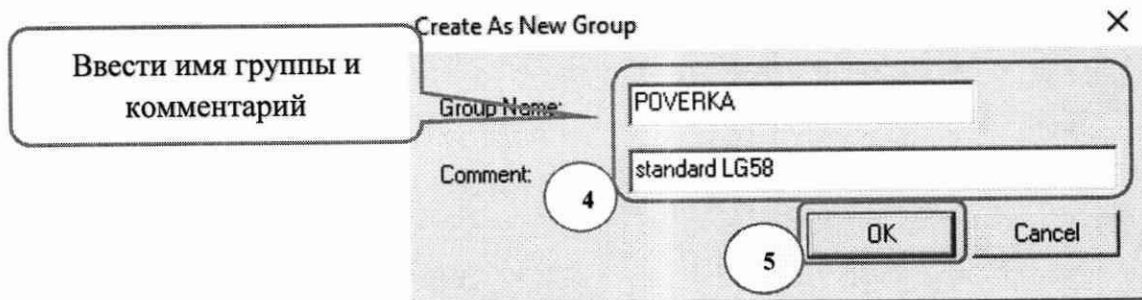 Create As New Group
Ввести имя группы и
комментарий
Group Name:
POVERKA
Comment:
standard LG58
4
OK
Cancel
5